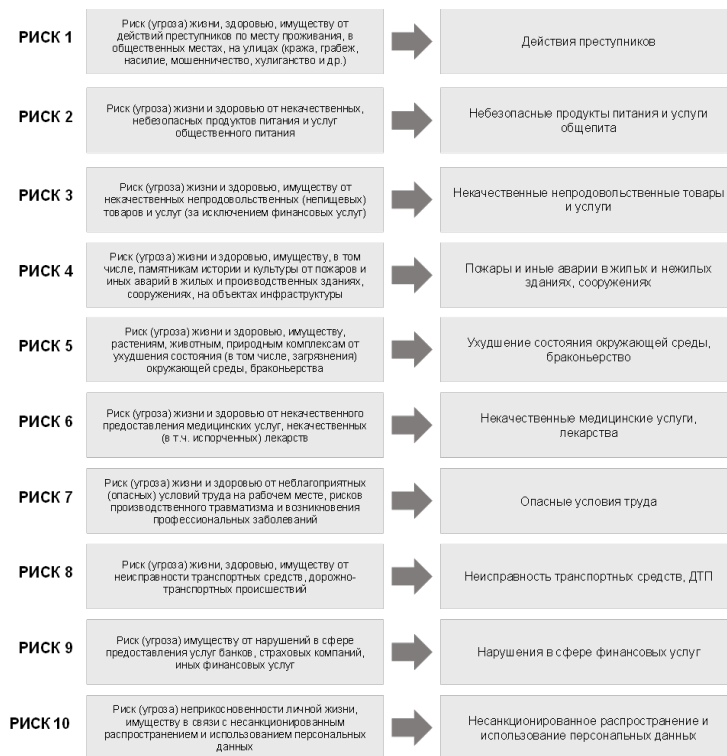 РИСК 1
Риск (угроза) жизни, здоровью, имуществу от
действий преступников по месту проживания, в
общественных местах, на улицах (кража, грабеж,
насилие, мошенничество, хулиганство и др.)
Действия преступников
РИСК 2
Риск (угроза) жизни и здоровью от некачественных,
небезопасных продуктов питания и услуг
общественного питания
Небезопасные продукты питания и услуги
общепита
РИСК 3
Риск (угроза) жизни и здоровью, имуществу от
некачественных непродовольственных (непищевых)
товаров и услуг (за исключением финансовых услуг)
Некачественные непродовольственные товары
и услуги
РИСК 4
Риск (угроза) жизни и здоровью, имуществу, в том
числе, памятникам истории и культуры от пожаров и
иных аварий в жилых и производственных зданиях,
сооружениях, на объектах инфраструктуры
Пожары и иные аварии в жилых и нежилых
зданиях, сооружениях
РИСК 5
Риск (угроза) жизни и здоровью, имуществу,
растениям, животным, природным комплексам от
ухудшения состояния (в том числе, загрязнения)
окружающей среды, браконьерства
Ухудшение состояния окружающей среды,
браконьерство
РИСК 6
Риск (угроза) жизни и здоровью от некачественного
предоставления медицинских услуг, некачественных
(в т.ч. испорченных) лекарств
Некачественные медицинские услуги,
лекарства
РИСК 7
Риск (угроза) жизни и здоровью от неблагоприятных
(опасных) условий труда на рабочем месте, рисков
производственного травматизма и возникновения
профессиональных заболеваний
Опасные условия труда
РИСК 8
Риск (угроза) жизни, здоровью, имуществу от
неисправности транспортных средств, дорожно-
транспортных происшествий
Неисправность транспортных средств, ДТП
РИСК 9
Риск (угроза) имуществу от нарушений в сфере
предоставления услуг банков, страховых компаний,
иных финансовых услуг
Нарушения в сфере финансовых услуг
РИСК 10
Риск (угроза) неприкосновенности личной жизни,
имуществу в связи с несанкционированным
распространением и использованием персональных
данных
Несанкционированное распространение и
использование персональных данных